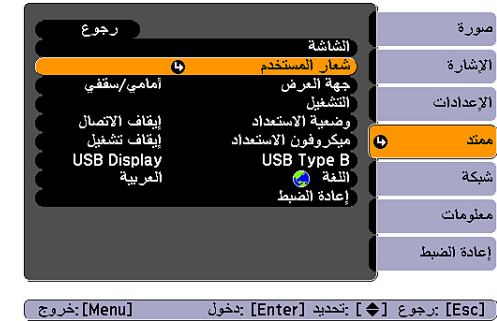 رجوع
الشاشة
شعار المستخدم
جهة العرض أمامي/سقفي
التشغيل
وضعية الاستعداد إيقاف الاتصال
ميكروفون الاستعداد إيقاف تشغيل
USB Type B USB Display
اللغة العربية
إعادة الضبط
صورة
الإشارة
الإعدادات
ممتد
شبكة
معلومات
إعادة الضبط
[Esc] :رجوع [◆] :تحديد [Enter] :دخول [Menu] :خروج